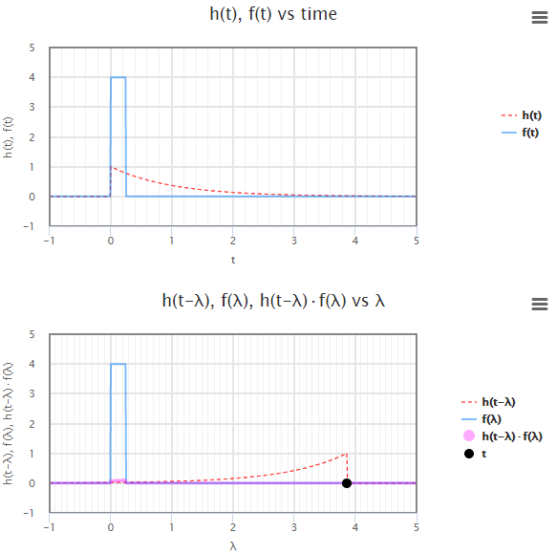 h(t), f(t) vs time
5
4
3
2
1
0
−1
h(t), f(t)
−1 0 1 2 3 4 5
t
h(t)
f(t)
h(t−λ), f(λ), h(t−λ)·f(λ) vs λ
5
4
3
2
1
0
−1
h(t−λ), f(λ), h(t−λ)·f(λ)
−1 0 1 2 3 4 5
λ
h(t−λ)
f(λ)
h(t−λ)·f(λ)
t